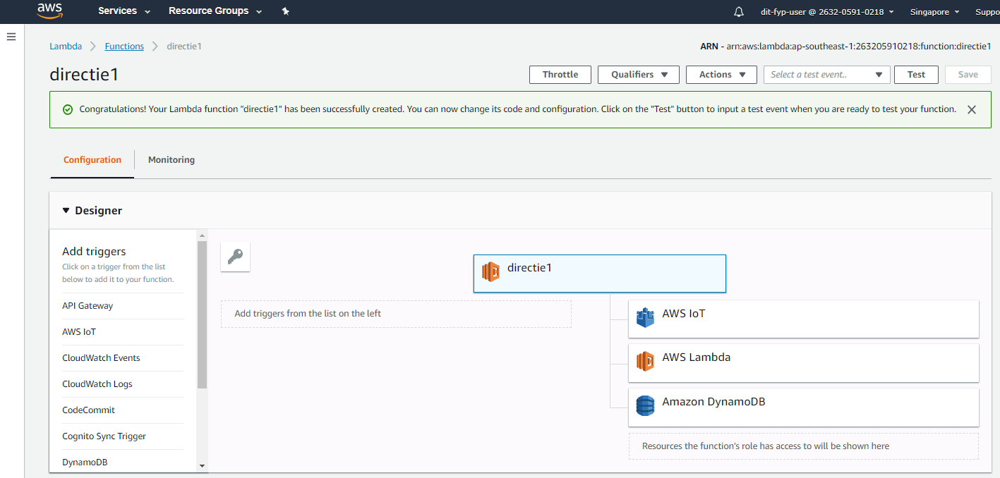 aws Services Resource Groups dit-fyp-user @ 2632-0591-0218 Singapore Suppo
Lambda Functions directie1 ARN - arn:aws:lambda:ap-southeast-1:263205910218:function:directie1
directie1 Throttle Qualifiers Actions Select a test event.. Test Save
Congratulations! Your Lambda function "directie1" has been successfully created. You can now change its code and configuration. Click on the "Test" button to input a test event when you are ready to test your function.
Configuration Monitoring
Designer
Add triggers
Click on a trigger from the list
below to add it to your function.
API Gateway
AWS IoT
CloudWatch Events
CloudWatch Logs
CodeCommit
Cognito Sync Trigger
DynamoDB
Add triggers from the list on the left
directie1
AWS IoT
AWS Lambda
Amazon DynamoDB
Resources the function's role has access to will be shown here